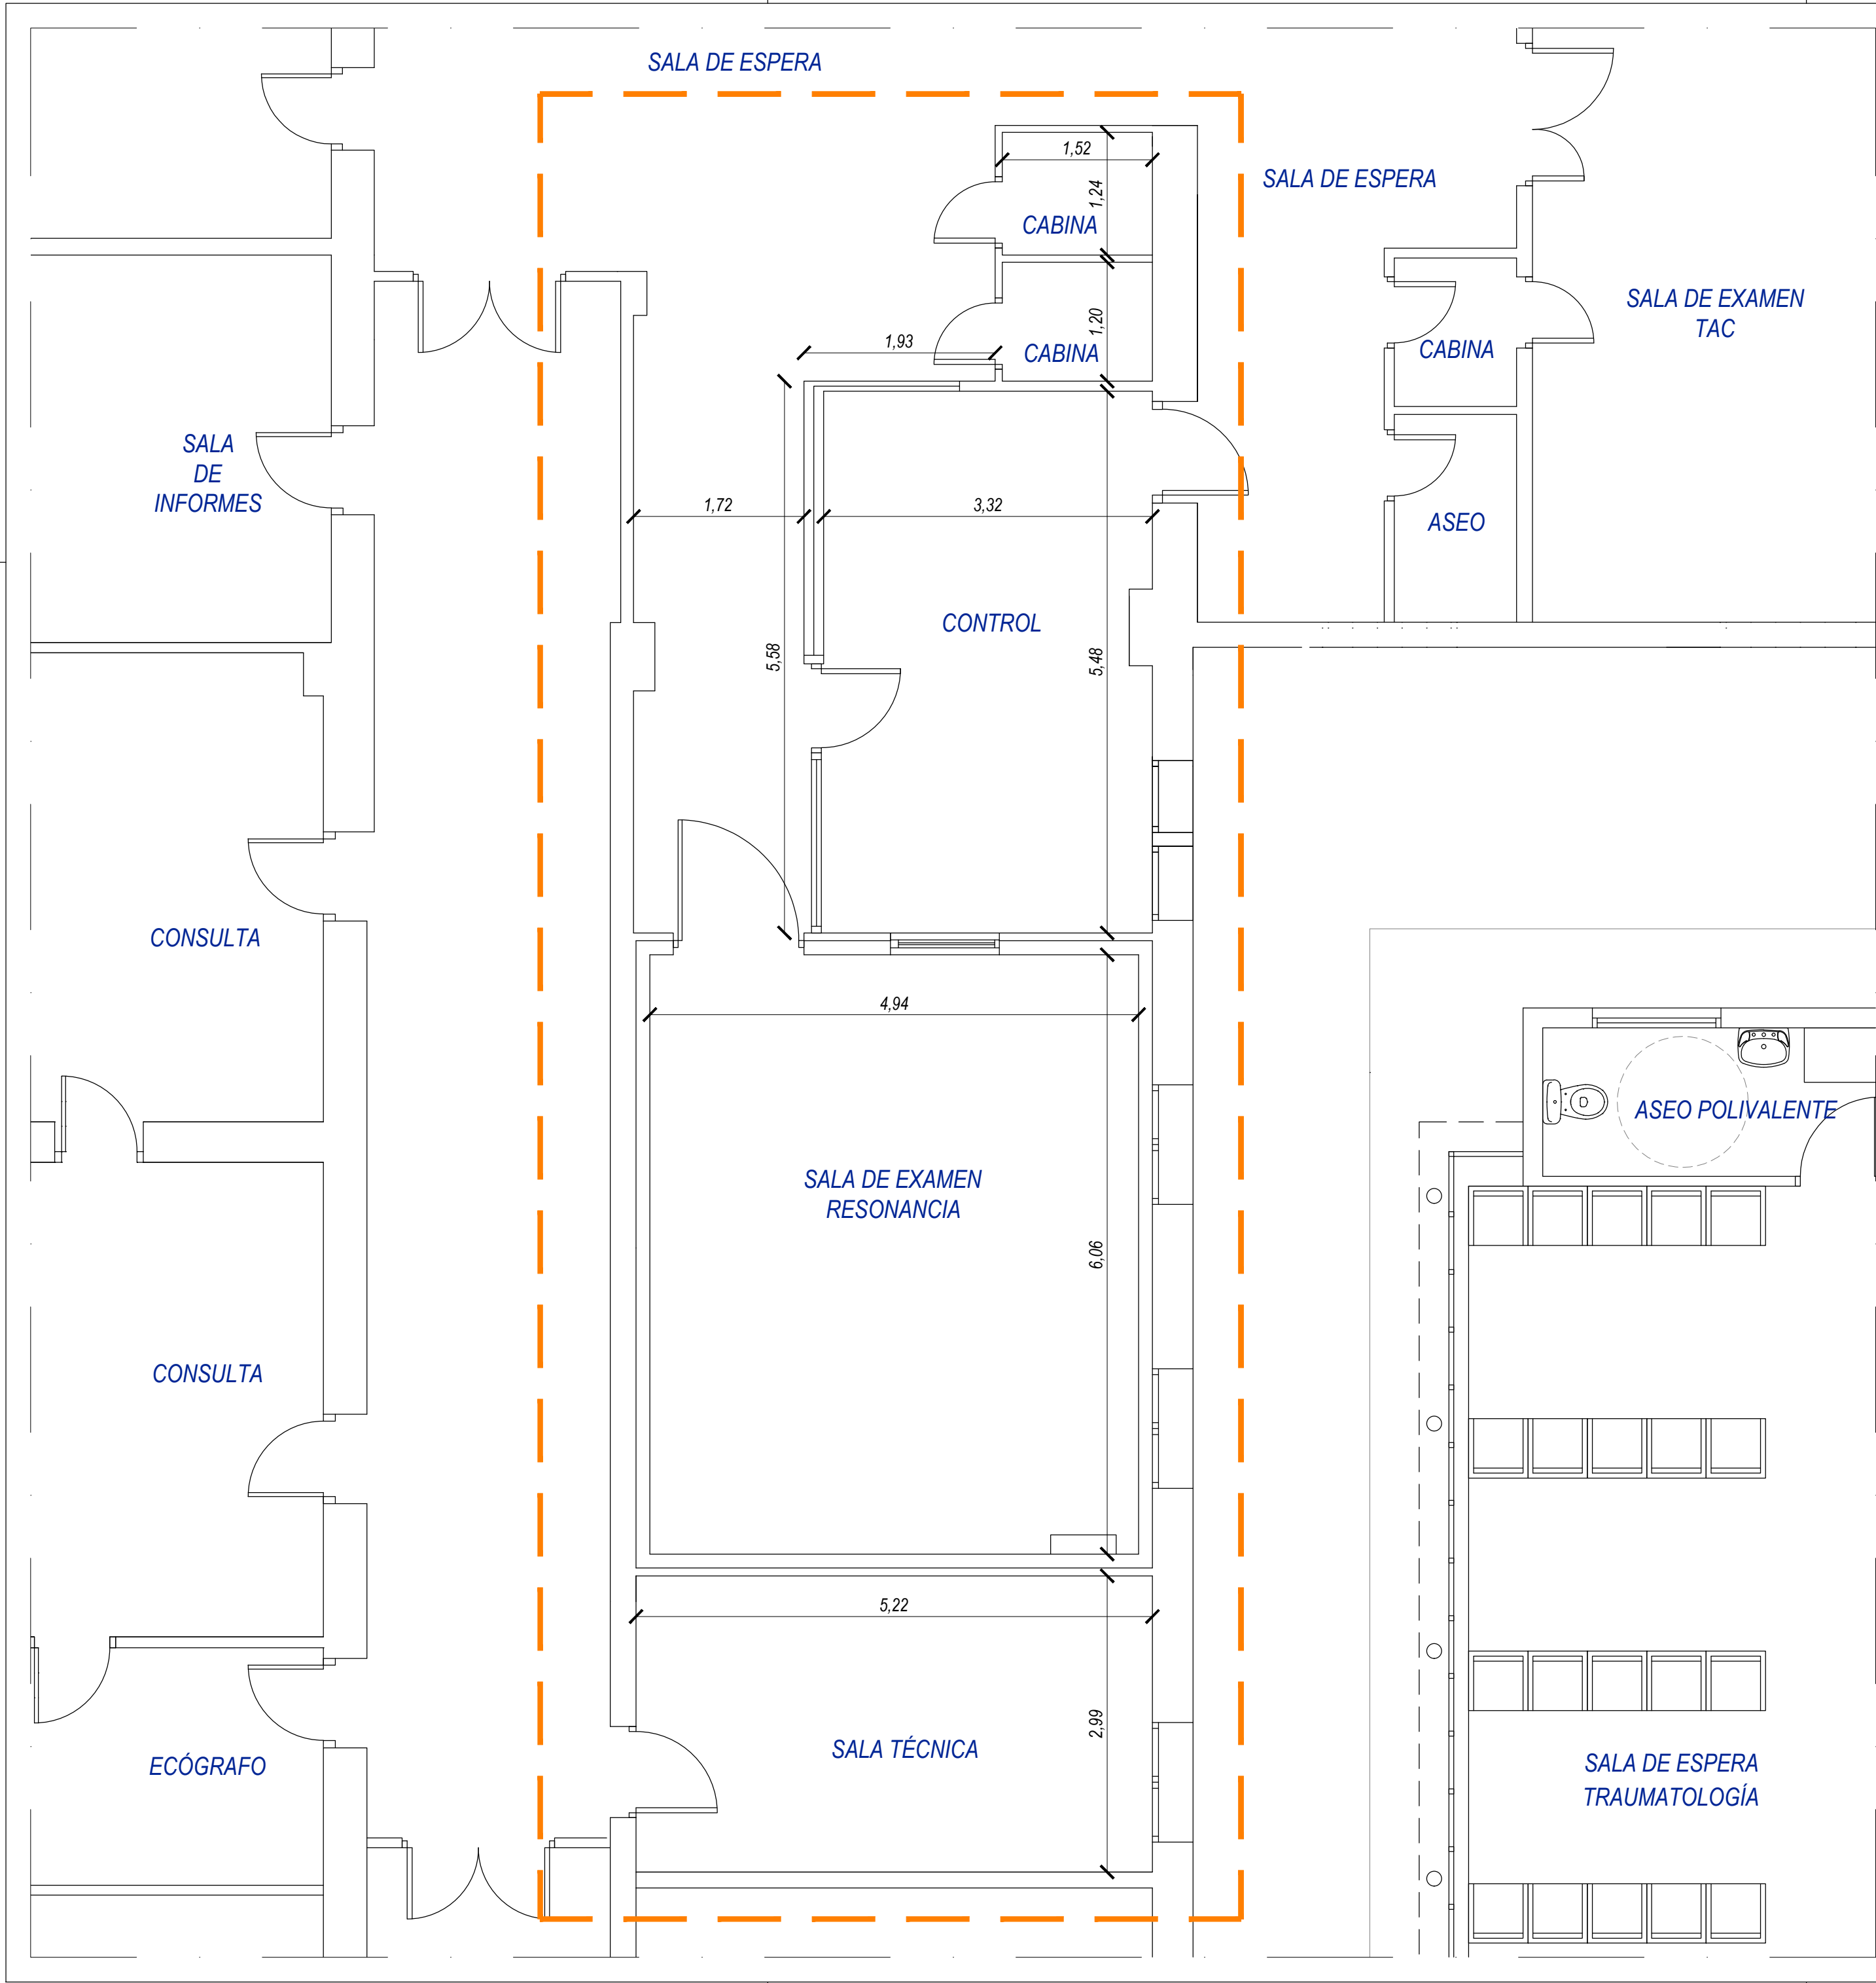 SALA DE ESPERA
1,52
SALA DE ESPERA
1,24
CABINA
SALA DE EXAMEN
TAC
1,20
1,93
CABINA
CABINA
SALA
DE
INFORMES
1,72
3,32
ASEO
CONTROL
5,58
5,48
CONSULTA
4,94
ASEO POLIVALENTE
SALA DE EXAMEN
RESONANCIA
6,06
CONSULTA
5,22
2,99
SALA TÉCNICA
ECÓGRAFO
SALA DE ESPERA
TRAUMATOLOGÍA